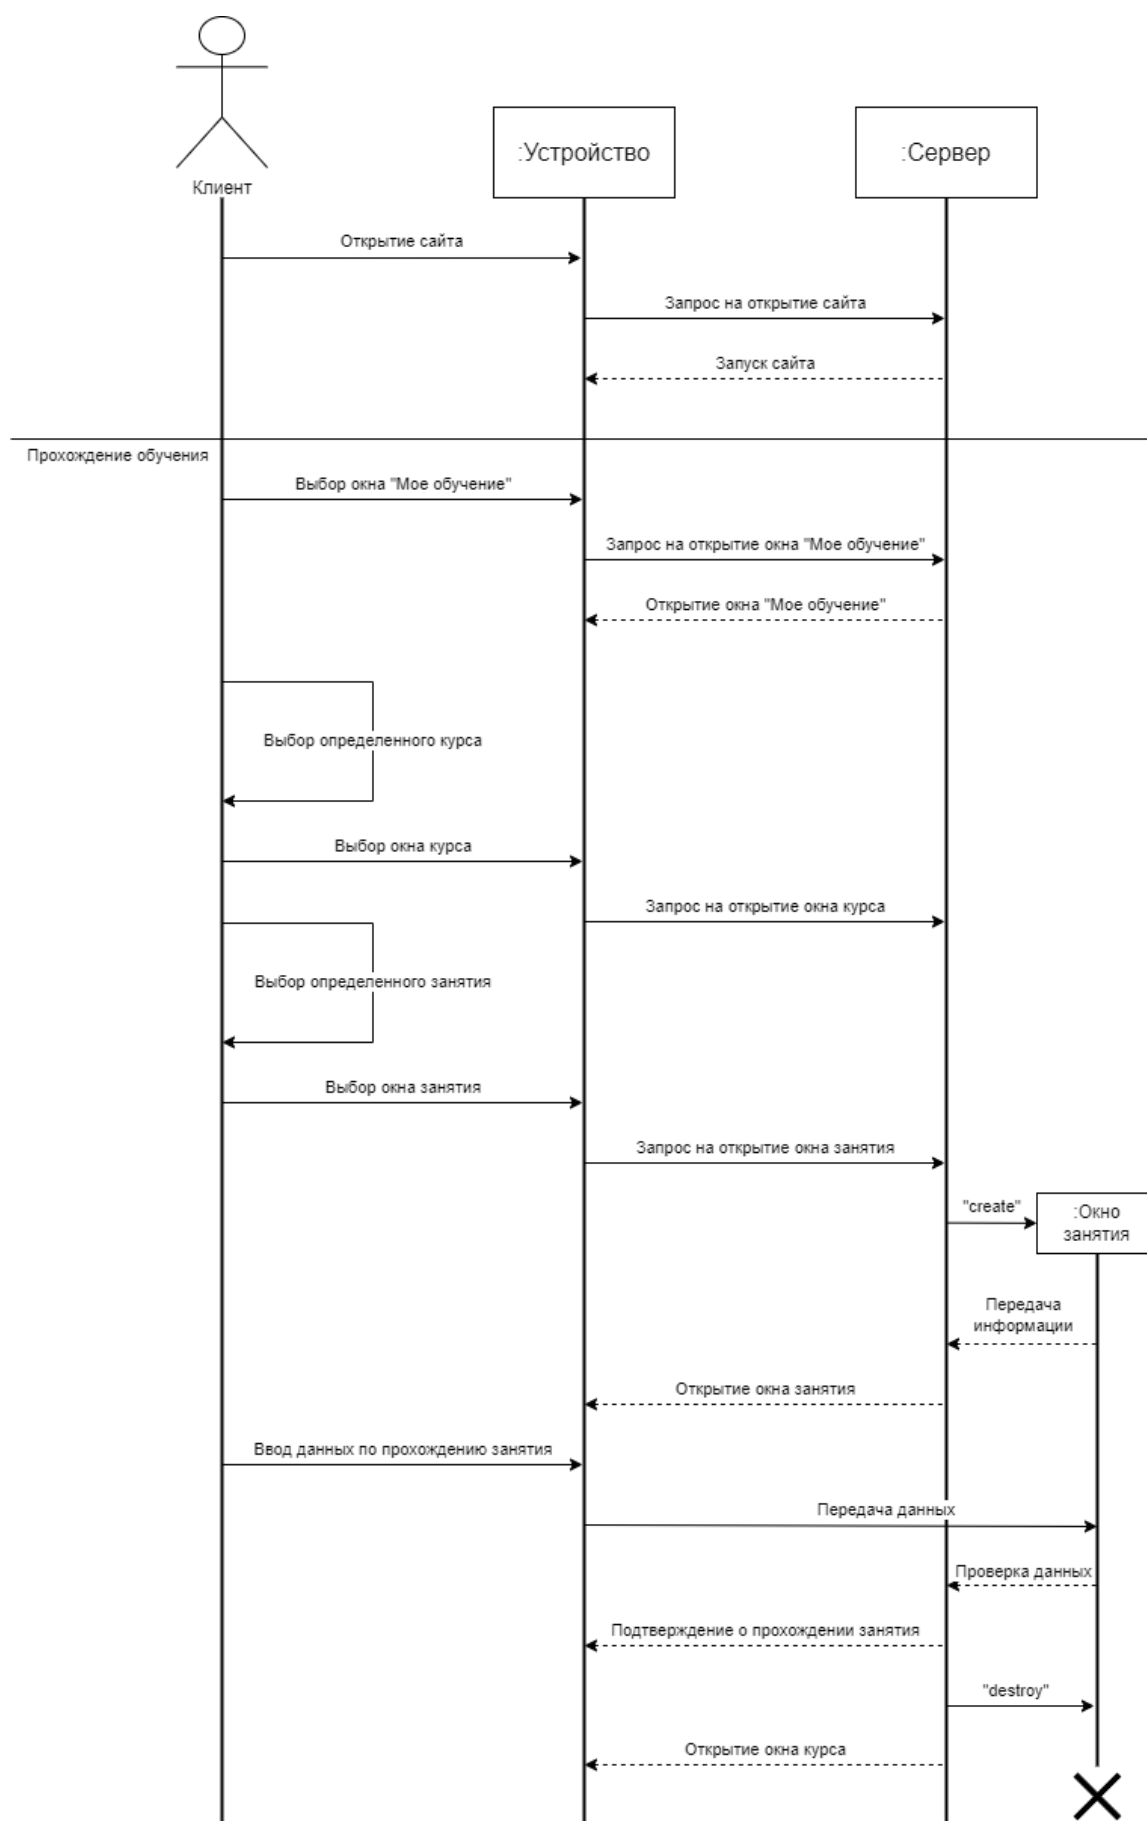 :Устройство
:Сервер
Клиент
Открытие сайта
Запрос на открытие сайта
Запуск сайта
Прохождение обучения
Выбор окна "Мое обучение"
Запрос на открытие окна "Мое обучение"
Открытие окна "Мое обучение"
Выбор определенного курса
Выбор окна курса
Запрос на открытие окна курса
Выбор определенного занятия
Выбор окна занятия
Запрос на открытие окна занятия
"create"
:Окно
занятия
Передача
информации
Открытие окна занятия
Ввод данных по прохождению занятия
Передача данных
Проверка данных
Подтверждение о прохождении занятия
"destroy"
Открытие окна курса